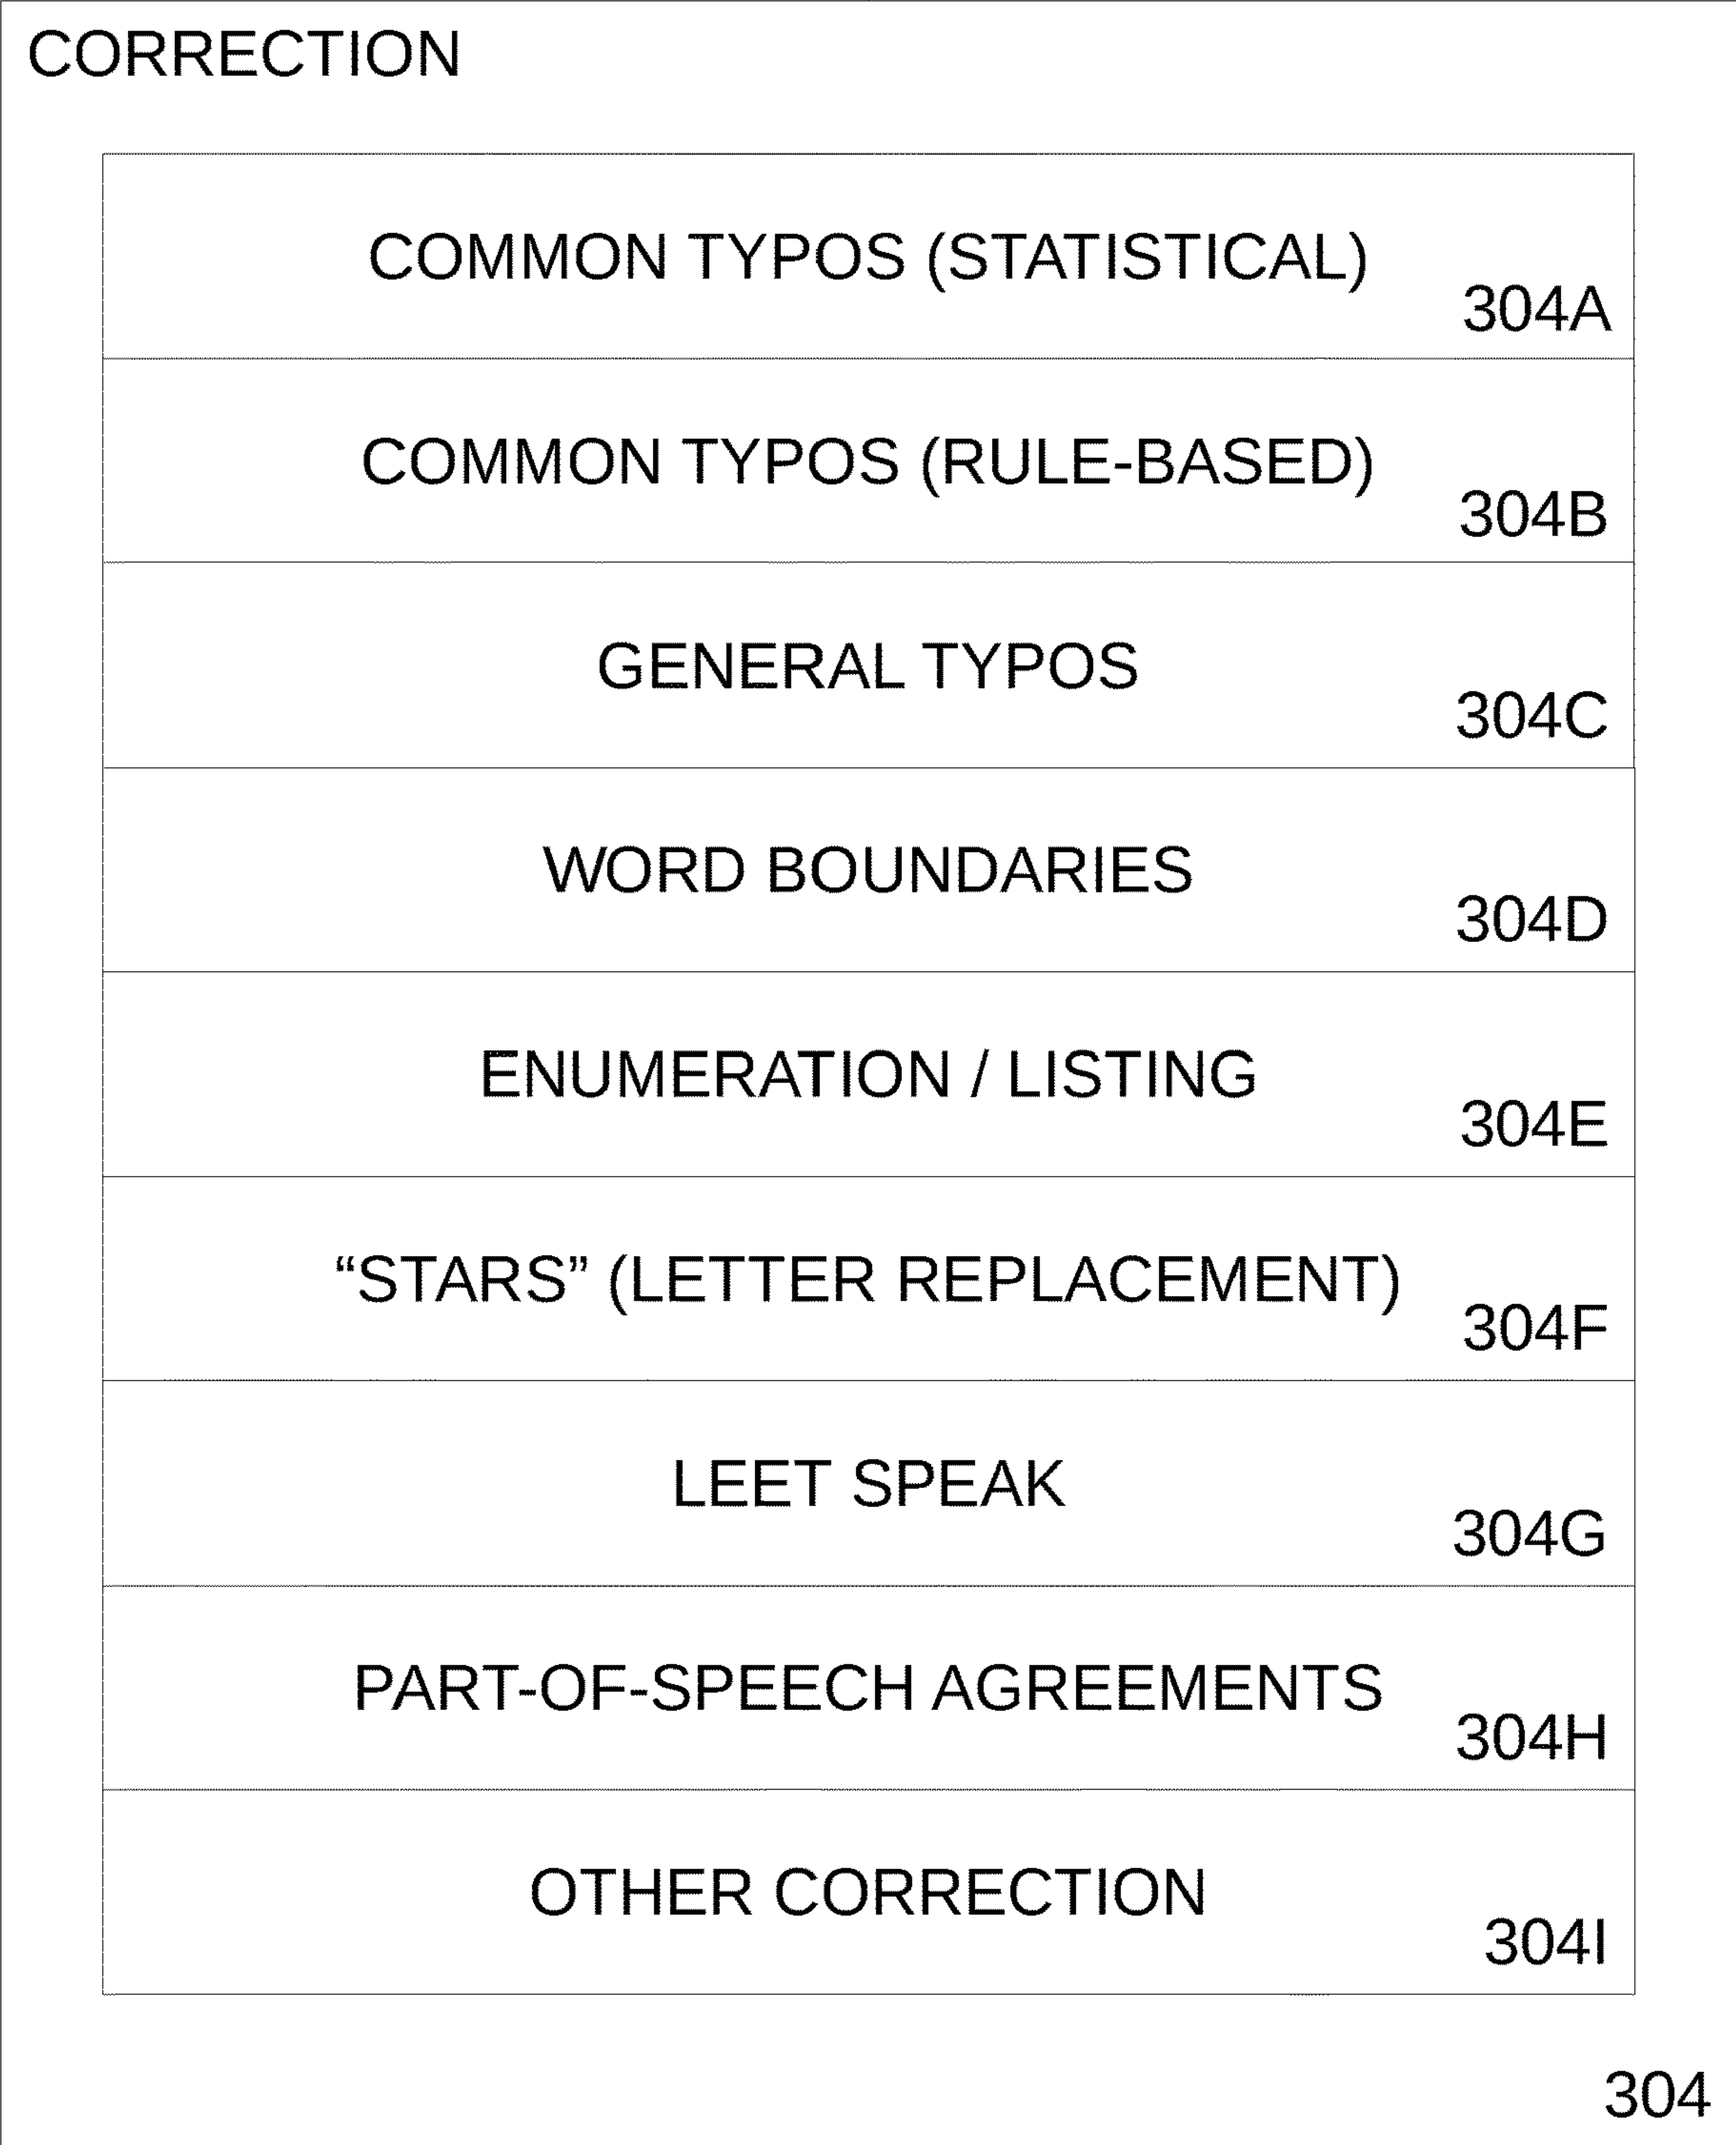 CORRECTION
COMMON TYPOS (STATISTICAL)
304A
COMMON TYPOS (RULE-BASED)
304B
GENERAL TYPOS
304C
WORD BOUNDARIES
304D
ENUMERATION / LISTING
304E
“STARS” (LETTER REPLACEMENT)
304F
LEET SPEAK
304G
PART-OF-SPEECH AGREEMENTS
304H
OTHER CORRECTION
304I
304